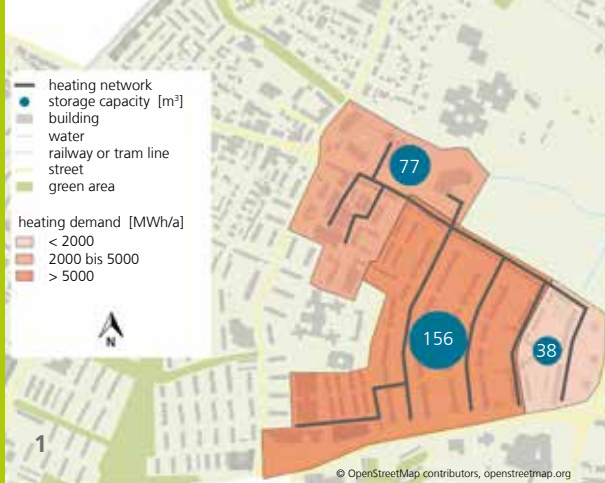 heating network
storage capacity [m³]
building
water
railway or tram line
street
green area
heating demand [MWh/a]
< 2000
2000 bis 5000
> 5000
N
77
156
38
1
© OpenStreetMap contributors, openstreetmap.org